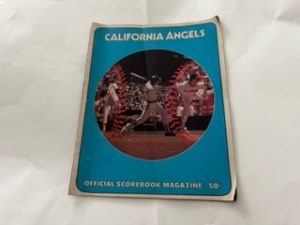 CALIFORNIA ANGELS
OFFICIAL SCOREBOOK MAGAZINE 50¢